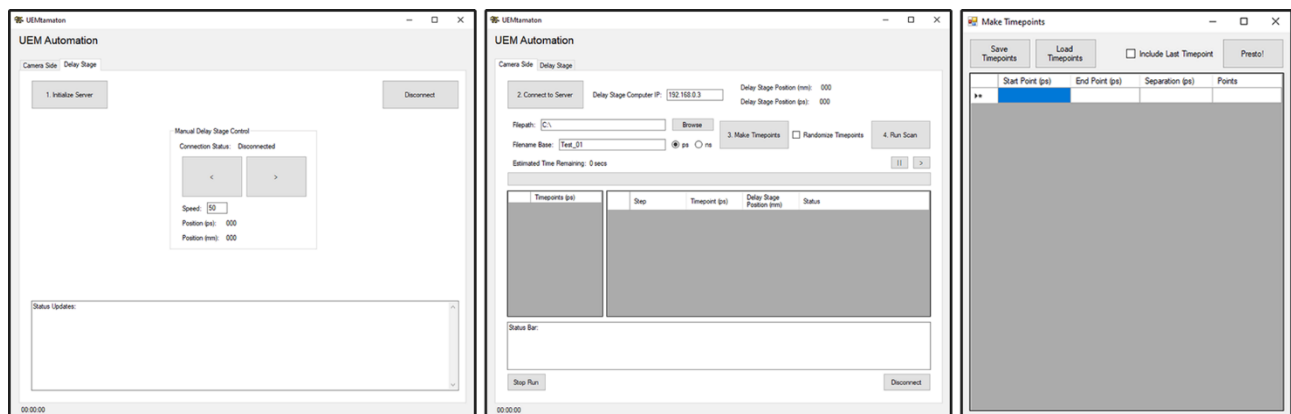 UEMtamaton
UEM Automation
Camera Side Delay Stage
1. Initialize Server
Disconnect
Manual Delay Stage Control
Connection Status: Disconnected
< >
Speed: 50
Position (ps): 000
Position (mm): 000
Status Updates:
00:00:00
UEMtamaton
UEM Automation
Camera Side Delay Stage
2. Connect to Server
Delay Stage Computer IP: 192.168.0.3
Delay Stage Position (mm): 000
Delay Stage Position (ps): 000
Filepath: C:\
Browse
3. Make Timepoints
Randomize Timepoints
4. Run Scan
Filename Base: Test_01
ps ns
Estimated Time Remaining: 0 secs
II >
Timepoints (ps)
Step Timepoint (ps) Delay Stage Position (mm) Status
Status Bar:
Stop Run
Disconnect
00:00:00
Make Timepoints
Save Timepoints
Load Timepoints
Include Last Timepoint
Presto!
Start Point (ps) End Point (ps) Separation (ps) Points